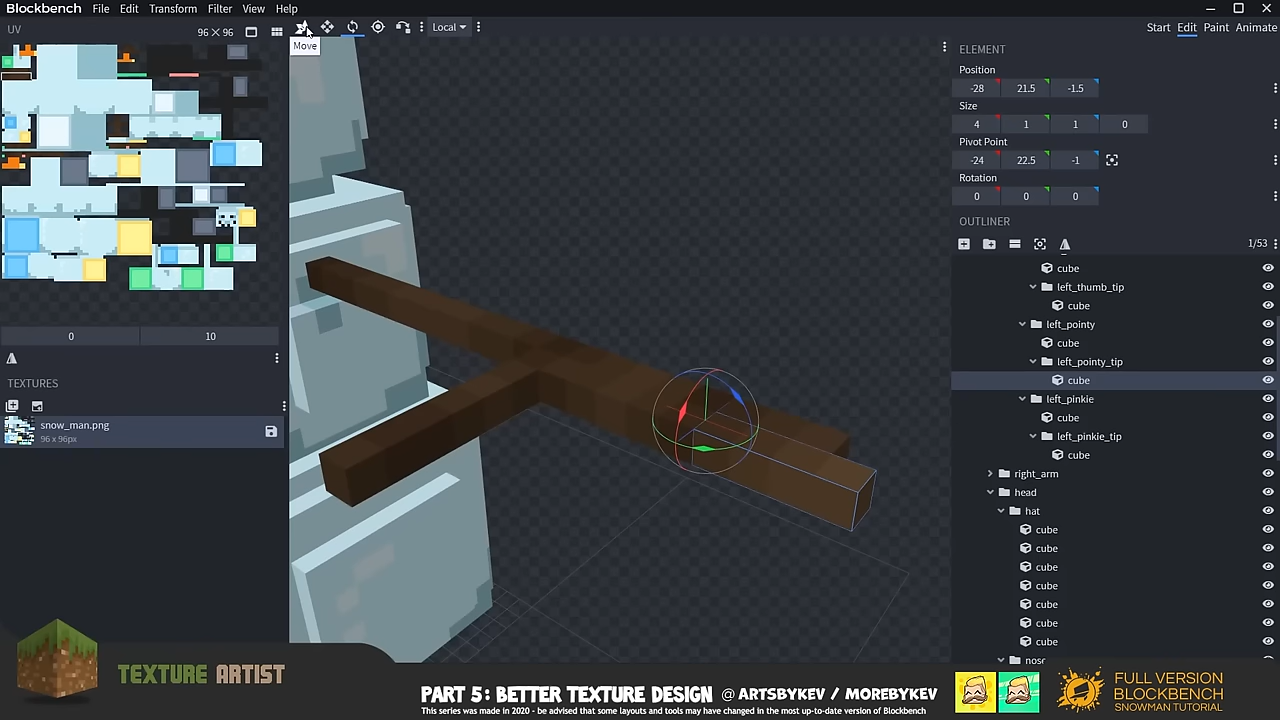 Blockbench File Edit Transform Filter View Help
UV 96 × 96 Local Start Edit Paint Animate
Move
ELEMENT
Position
-28 21.5 -1.5
Size
4 1 1 0
Pivot Point
-24 22.5 -1
Rotation
0 0 0
OUTLINER
1/53
cube
left_thumb_tip
cube
left_pointy
cube
left_pointy_tip
cube
left_pinkie
cube
left_pinkie_tip
cube
right_arm
head
hat
cube
cube
cube
cube
cube
cube
cube
nose
0 10
TEXTURES
snow_man.png
96 x 96px
TEXTURE ARTIST
PART 5: BETTER TEXTURE DESIGN @ARTSBYKEV / MOREBYKEV
This series was made in 2020 - be advised that some layouts and tools may have changed in the most up-to-date version of Blockbench
FULL VERSION
BLOCKBENCH
SNOWMAN TUTORIAL